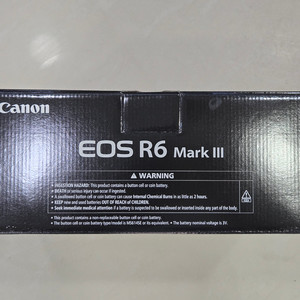 Canon
EOS R6 Mark III
⚠ WARNING
• INGESTION HAZARD: This product contains a button cell or coin battery.
• DEATH or serious injury can occur if ingested.
• A swallowed button cell or coin battery can cause Internal Chemical Burns in as little as 2 hours.
• KEEP new and used batteries OUT OF REACH of CHILDREN.
• Seek immediate medical attention if a battery is suspected to be swallowed or inserted inside any part of the body.
• This product contains a non-replaceable button cell or coin battery.
• The button cell or coin battery type/model is MS614SE or its equivalent. • The battery nominal voltage is 3V.